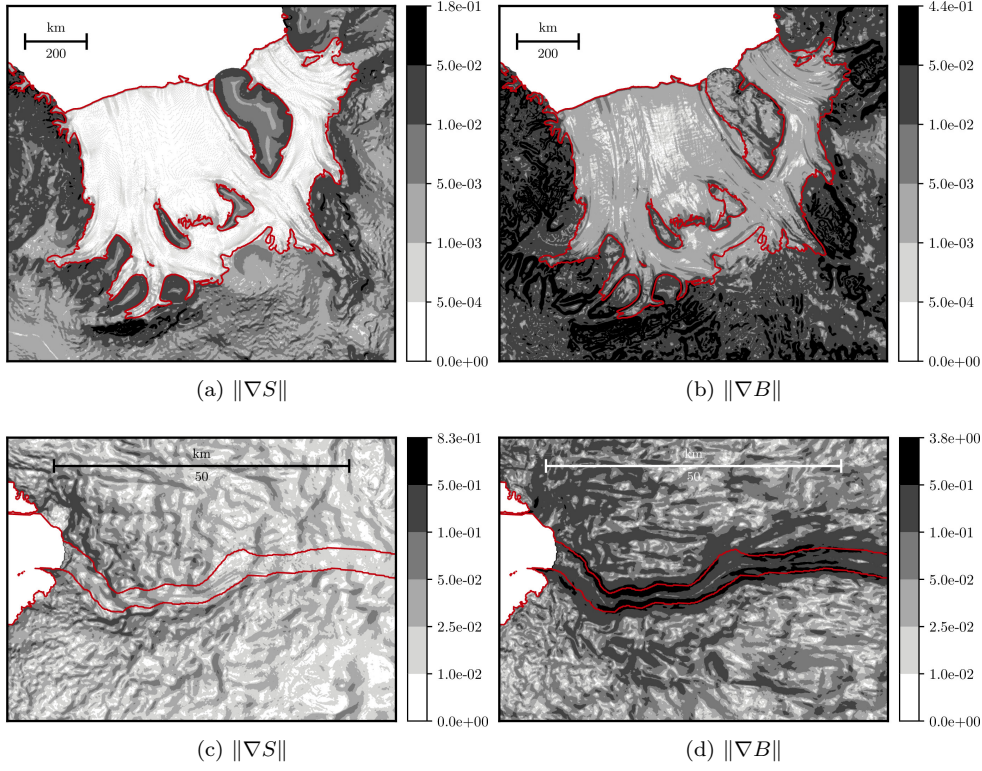 km
200
1.8e-01
5.0e-02
1.0e-02
5.0e-03
1.0e-03
5.0e-04
0.0e+00
(a) ‖∇S‖
km
200
4.4e-01
5.0e-02
1.0e-02
5.0e-03
1.0e-03
5.0e-04
0.0e+00
(b) ‖∇B‖
km
50
8.3e-01
5.0e-01
1.0e-01
5.0e-02
2.5e-02
1.0e-02
0.0e+00
(c) ‖∇S‖
km
50
3.8e+00
5.0e-01
1.0e-01
5.0e-02
2.5e-02
1.0e-02
0.0e+00
(d) ‖∇B‖